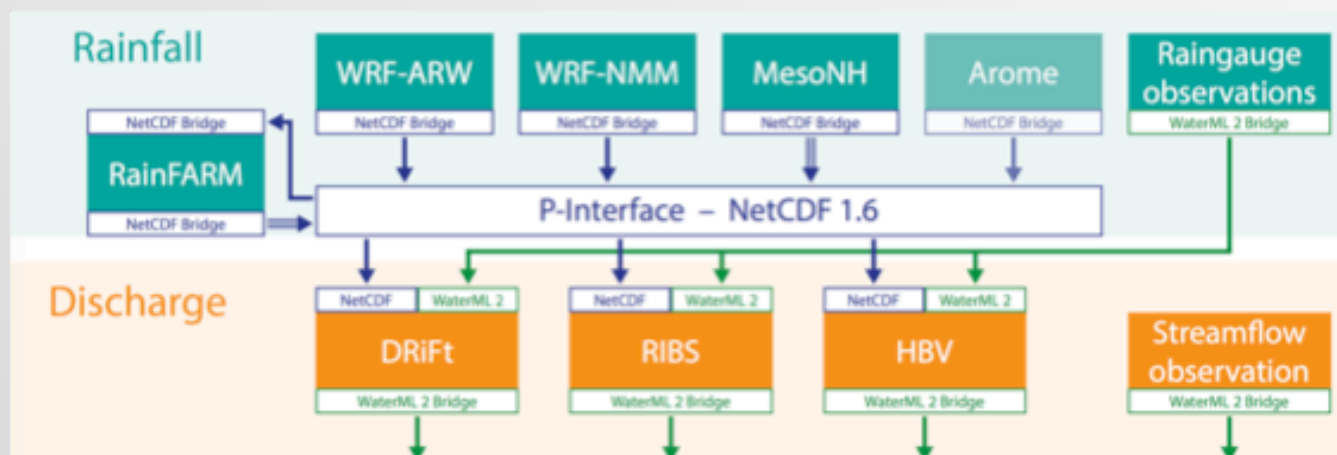 Rainfall
WRF-ARW
WRF-NMM
MesoNH
Arome
Raingauge
observations
NetCDF Bridge
NetCDF Bridge
NetCDF Bridge
NetCDF Bridge
NetCDF Bridge
WaterML 2 Bridge
RainFARM
NetCDF Bridge
P-Interface – NetCDF 1.6
Discharge
NetCDF
WaterML 2
NetCDF
WaterML 2
NetCDF
WaterML 2
DRiFt
RIBS
HBV
Streamflow
observation
WaterML 2 Bridge
WaterML 2 Bridge
WaterML 2 Bridge
WaterML 2 Bridge